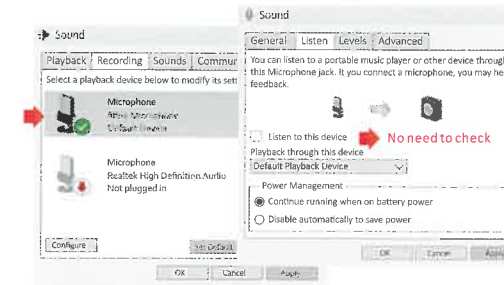 Sound
Playback Recording Sounds Commur
Select a playback device below to modify its sett
Microphone
Default Device
Microphone
Realtek High Definition Audio
Not plugged in
Configure
Set Default
OK Cancel Apply
Sound
General Listen Levels Advanced
You can listen to a portable music player or other device through
this Microphone jack. If you connect a microphone, you may he
feedback.
Listen to this device
No need to check
Playback through this device
Default Playback Device
Power Management
Continue running when on battery power
Disable automatically to save power
OK Cancel Apply